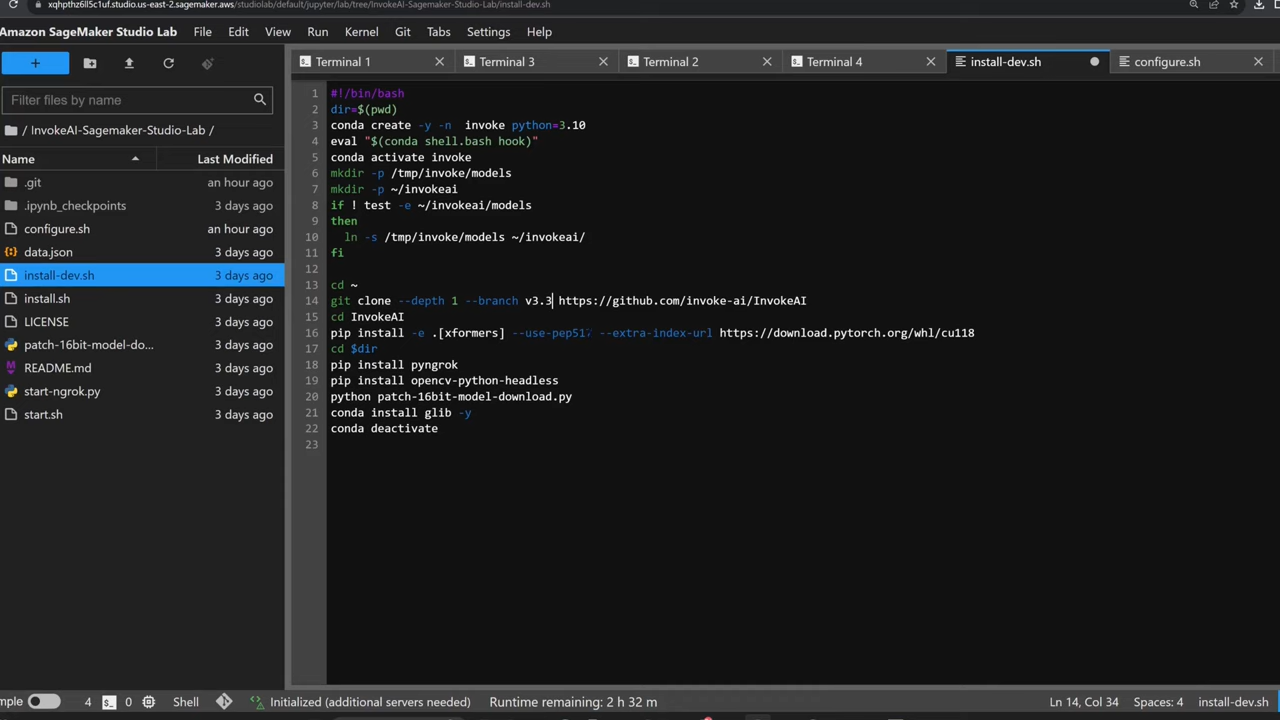 xqhpthz6ll5c1uf.studio.us-east-2.sagemaker.aws/studiolab/default/jupyter/lab/tree/InvokeAI-Sagemaker-Studio-Lab/install-dev.sh
Amazon SageMaker Studio Lab File Edit View Run Kernel Git Tabs Settings Help
Terminal 1 Terminal 3 Terminal 2 Terminal 4 install-dev.sh configure.sh
Filter files by name
/ InvokeAI-Sagemaker-Studio-Lab /
Name Last Modified
.git an hour ago
.ipynb_checkpoints 3 days ago
configure.sh an hour ago
data.json 3 days ago
install-dev.sh 3 days ago
install.sh 3 days ago
LICENSE 3 days ago
patch-16bit-model-do... 3 days ago
README.md 3 days ago
start-ngrok.py 3 days ago
start.sh 3 days ago
1 #!/bin/bash
2 dir=$(pwd)
3 conda create -y -n  invoke python=3.10
4 eval "$(conda shell.bash hook)"
5 conda activate invoke
6 mkdir -p /tmp/invoke/models
7 mkdir -p ~/invokeai
8 if ! test -e ~/invokeai/models
9 then
10   ln -s /tmp/invoke/models ~/invokeai/
11 fi
12
13 cd ~
14 git clone --depth 1 --branch v3.3 https://github.com/invoke-ai/InvokeAI
15 cd InvokeAI
16 pip install -e .[xformers] --use-pep517 --extra-index-url https://download.pytorch.org/whl/cu118
17 cd $dir
18 pip install pyngrok
19 pip install opencv-python-headless
20 python patch-16bit-model-download.py
21 conda install glib -y
22 conda deactivate
23
mple 4 0 Shell Initialized (additional servers needed) Runtime remaining: 2 h 32 m Ln 14, Col 34 Spaces: 4 install-dev.sh